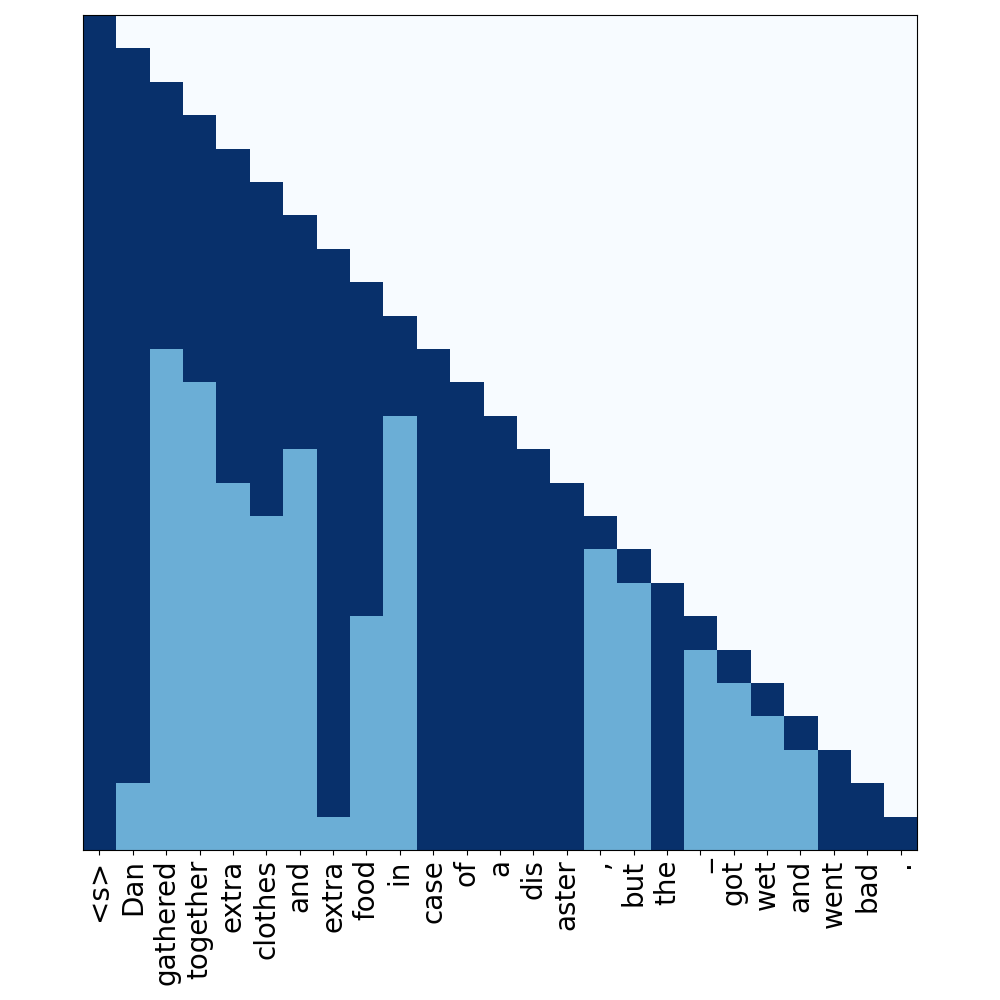 <s>
Dan
gathered
together
extra
clothes
and
extra
food
in
case
of
a
dis
aster
,
but
the
_
got
wet
and
went
bad
.